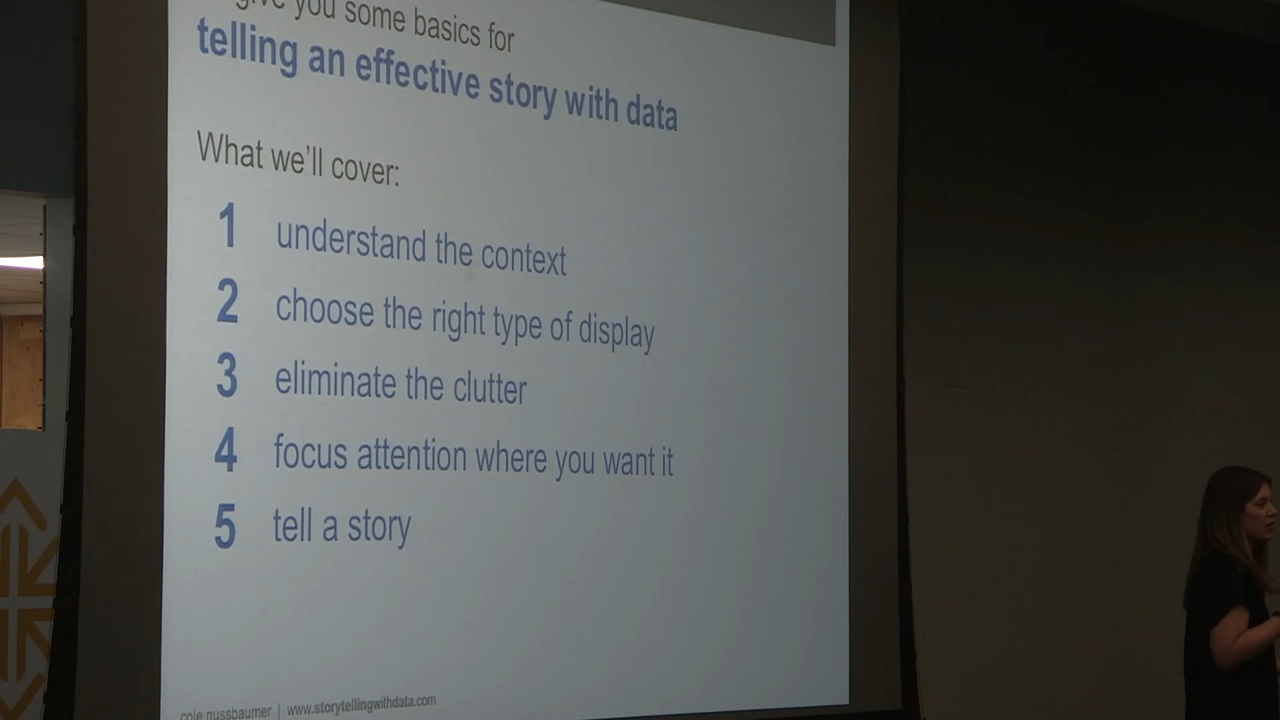 give you some basics for
telling an effective story with data
What we'll cover:
1 understand the context
2 choose the right type of display
3 eliminate the clutter
4 focus attention where you want it
5 tell a story
cole nussbaumer | www.storytellingwithdata.com